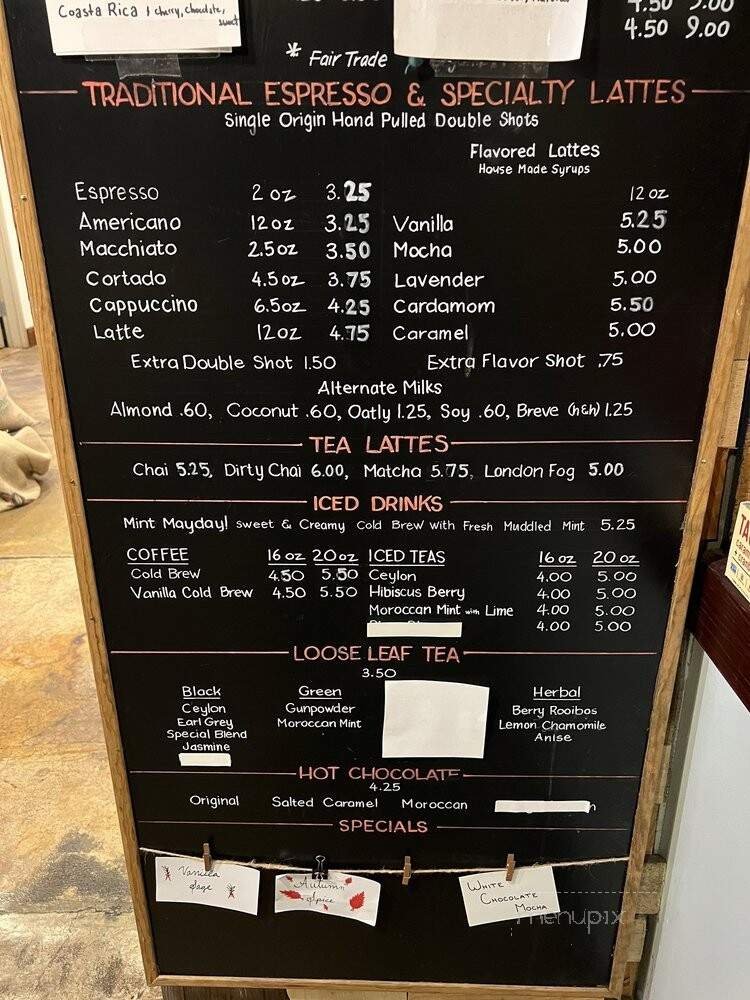 Coasta Rica & cherry, chocolate,
sweet
4.50 9.00
* Fair Trade
TRADITIONAL ESPRESSO & SPECIALTY LATTES
Single Origin Hand Pulled Double Shots
Flavored Lattes
House Made Syrups
Espresso 2 oz 3.25 12 oz
Americano 12 oz 3.25 Vanilla 5.25
Macchiato 2.5 oz 3.50 Mocha 5.00
Cortado 4.5 oz 3.75 Lavender 5.00
Cappuccino 6.5 oz 4.25 Cardamom 5.50
Latte 12 oz 4.75 Caramel 5.00
Extra Double Shot 1.50 Extra Flavor Shot .75
Alternate Milks
Almond .60, Coconut .60, Oatly 1.25, Soy .60, Breve (h&h) 1.25
TEA LATTES
Chai 5.25, Dirty Chai 6.00, Matcha 5.75, London Fog 5.00
ICED DRINKS
Mint Mayday! Sweet & Creamy Cold Brew with Fresh Muddled Mint 5.25
COFFEE 16 oz 20 oz ICED TEAS 16 oz 20 oz
Cold Brew 4.50 5.50 Ceylon 4.00 5.00
Vanilla Cold Brew 4.50 5.50 Hibiscus Berry 4.00 5.00
Moroccan Mint with Lime 4.00 5.00
4.00 5.00
LOOSE LEAF TEA
3.50
Black Green Herbal
Ceylon Gunpowder Berry Rooibos
Earl Grey Moroccan Mint Lemon Chamomile
Special Blend Anise
Jasmine
HOT CHOCOLATE
4.25
Original Salted Caramel Moroccan
SPECIALS
Vanilla
Sage
Autumn
Spice
White
Chocolate
Mocha
menupix